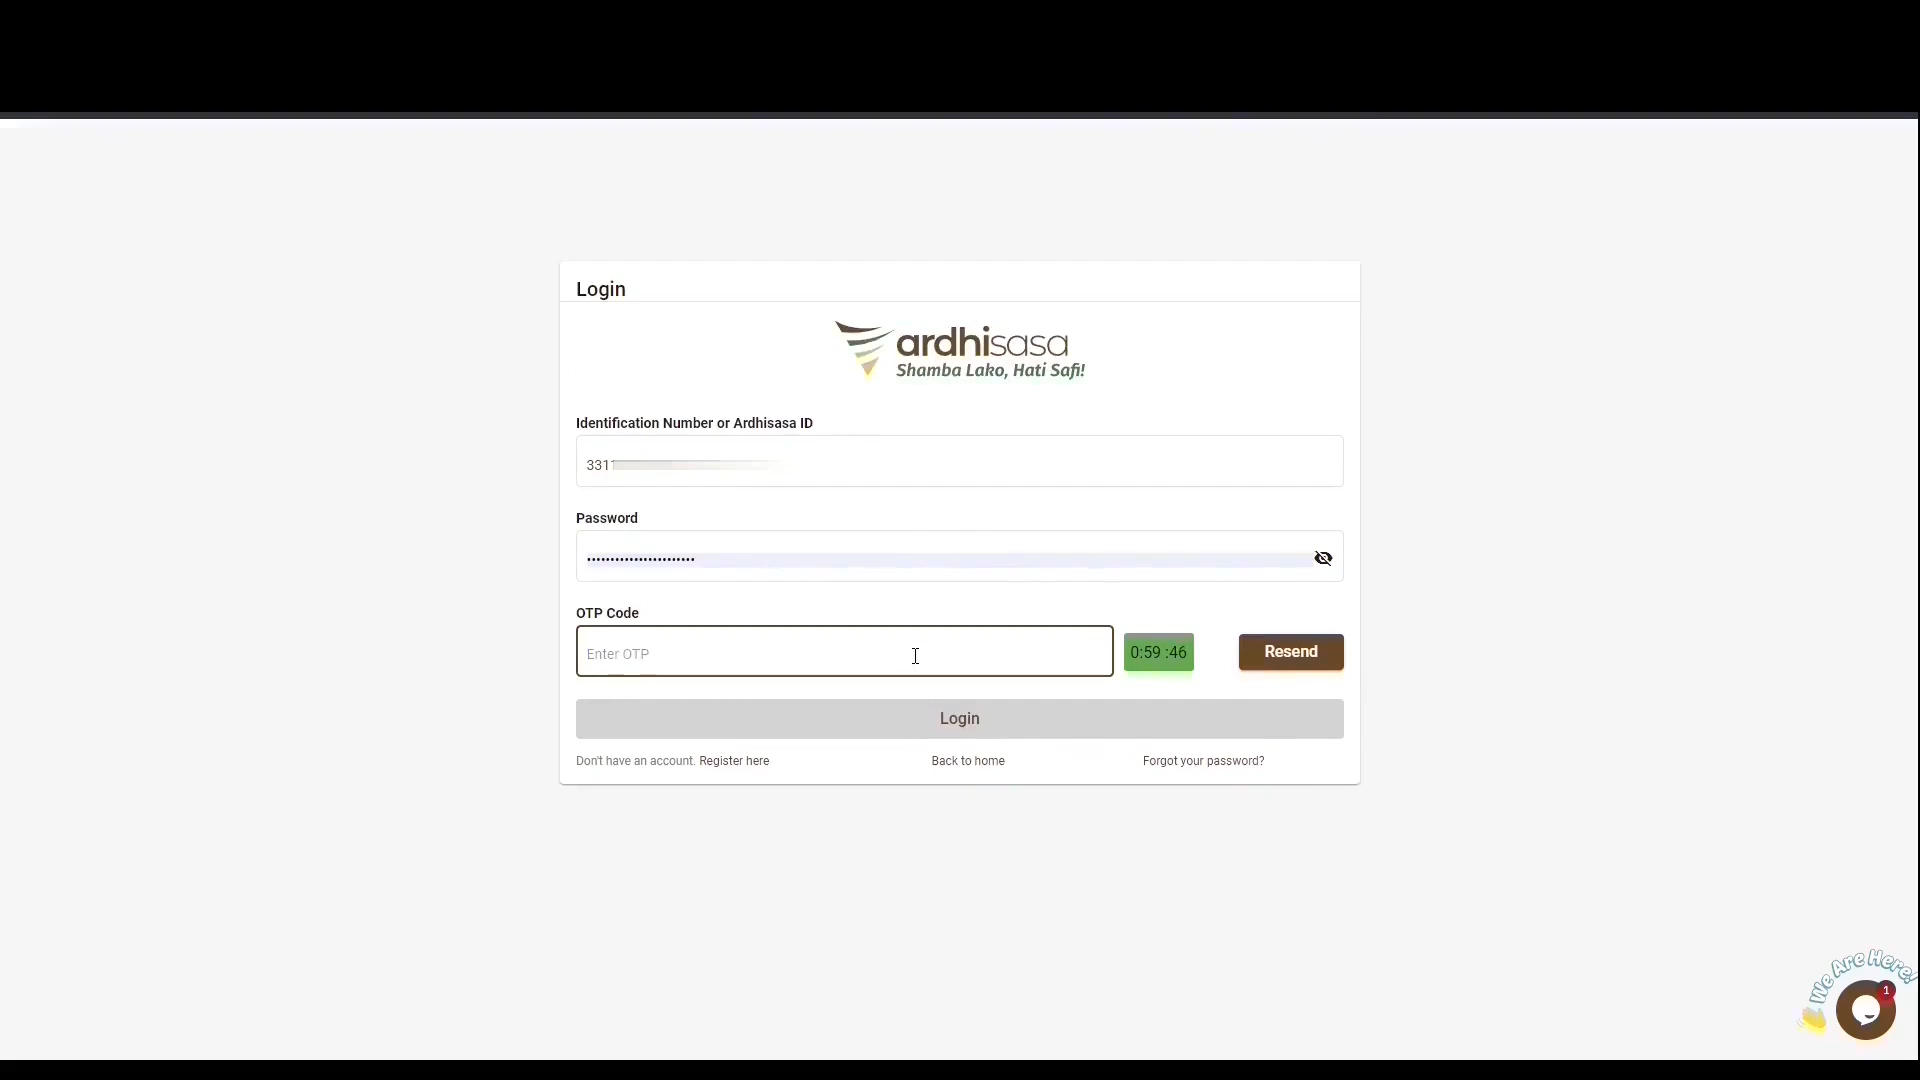 Login
ardhisasa
Shamba Lako, Hati Safi!
Identification Number or Ardhisasa ID
331
Password
OTP Code
Enter OTP
0:59 :46
Resend
Login
Don't have an account. Register here
Back to home
Forgot your password?
We Are Here!
1